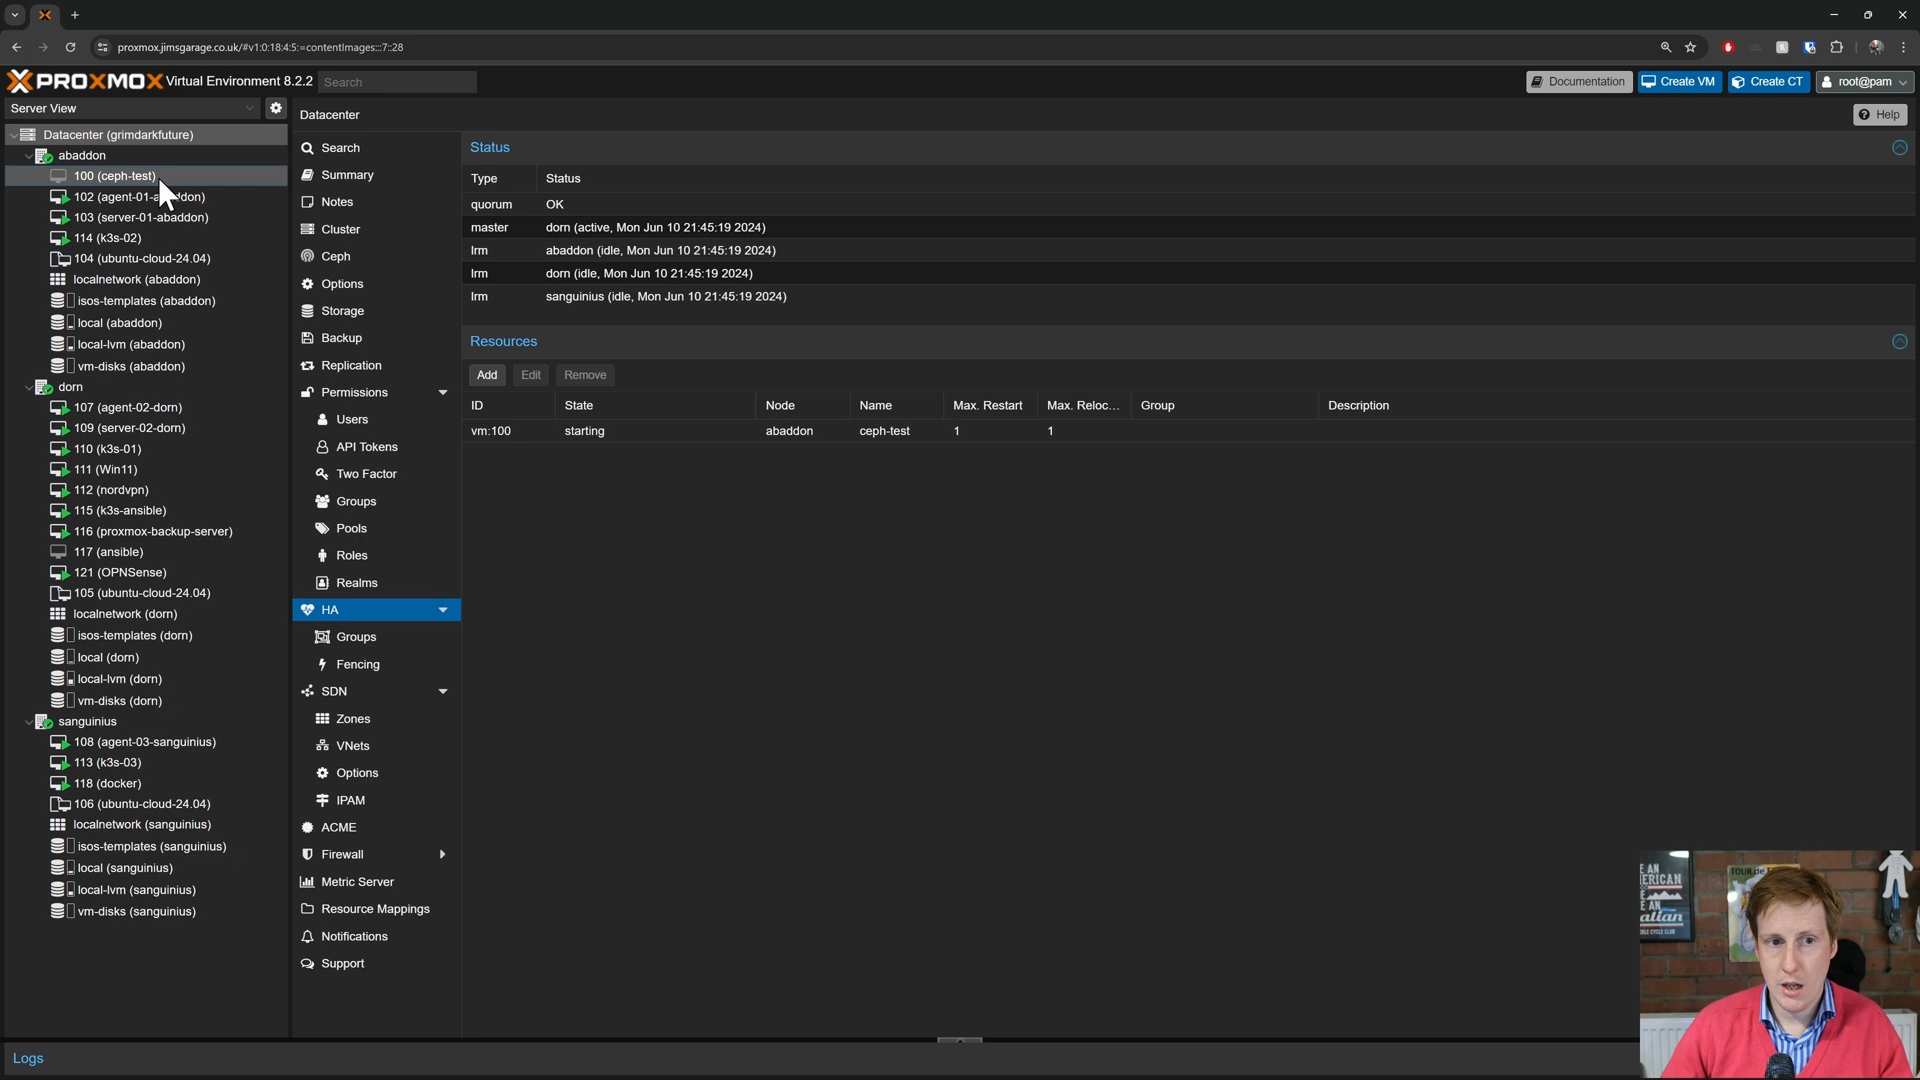 proxmox.jimsgarage.co.uk/#v1:0:18:4:5:=contentImages:::7::28
PROXMOX Virtual Environment 8.2.2 Search
Documentation Create VM Create CT root@pam
Server View
Datacenter
Help
Datacenter (grimdarkfuture)
abaddon
100 (ceph-test)
102 (agent-01-a don)
103 (server-01-abaddon)
114 (k3s-02)
104 (ubuntu-cloud-24.04)
localnetwork (abaddon)
isos-templates (abaddon)
local (abaddon)
local-lvm (abaddon)
vm-disks (abaddon)
dorn
107 (agent-02-dorn)
109 (server-02-dorn)
110 (k3s-01)
111 (Win11)
112 (nordvpn)
115 (k3s-ansible)
116 (proxmox-backup-server)
117 (ansible)
121 (OPNSense)
105 (ubuntu-cloud-24.04)
localnetwork (dorn)
isos-templates (dorn)
local (dorn)
local-lvm (dorn)
vm-disks (dorn)
sanguinius
108 (agent-03-sanguinius)
113 (k3s-03)
118 (docker)
106 (ubuntu-cloud-24.04)
localnetwork (sanguinius)
isos-templates (sanguinius)
local (sanguinius)
local-lvm (sanguinius)
vm-disks (sanguinius)
Search
Summary
Notes
Cluster
Ceph
Options
Storage
Backup
Replication
Permissions
Users
API Tokens
Two Factor
Groups
Pools
Roles
Realms
HA
Groups
Fencing
SDN
Zones
VNets
Options
IPAM
ACME
Firewall
Metric Server
Resource Mappings
Notifications
Support
Status
Type Status
quorum OK
master dorn (active, Mon Jun 10 21:45:19 2024)
lrm abaddon (idle, Mon Jun 10 21:45:19 2024)
lrm dorn (idle, Mon Jun 10 21:45:19 2024)
lrm sanguinius (idle, Mon Jun 10 21:45:19 2024)
Resources
Add Edit Remove
ID State Node Name Max. Restart Max. Reloc... Group Description
vm:100 starting abaddon ceph-test 1 1
Logs